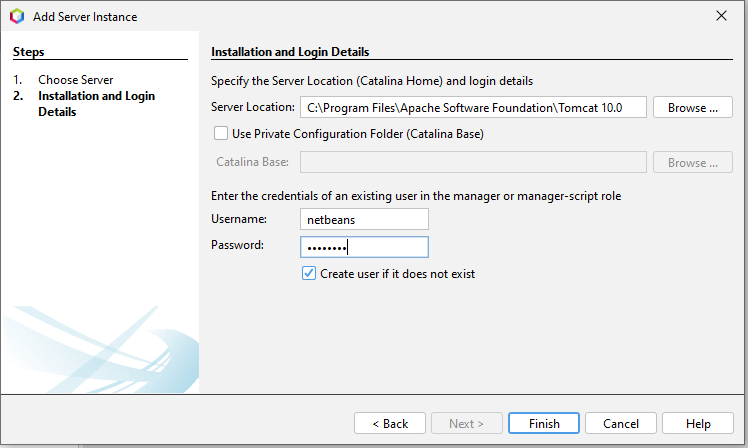 Add Server Instance
Steps
1. Choose Server
2. Installation and Login
Details
Installation and Login Details
Specify the Server Location (Catalina Home) and login details
Server Location: C:\Program Files\Apache Software Foundation\Tomcat 10.0 Browse ...
Use Private Configuration Folder (Catalina Base)
Catalina Base: Browse ...
Enter the credentials of an existing user in the manager or manager-script role
Username: netbeans
Password: ••••••••
Create user if it does not exist
< Back Next > Finish Cancel Help